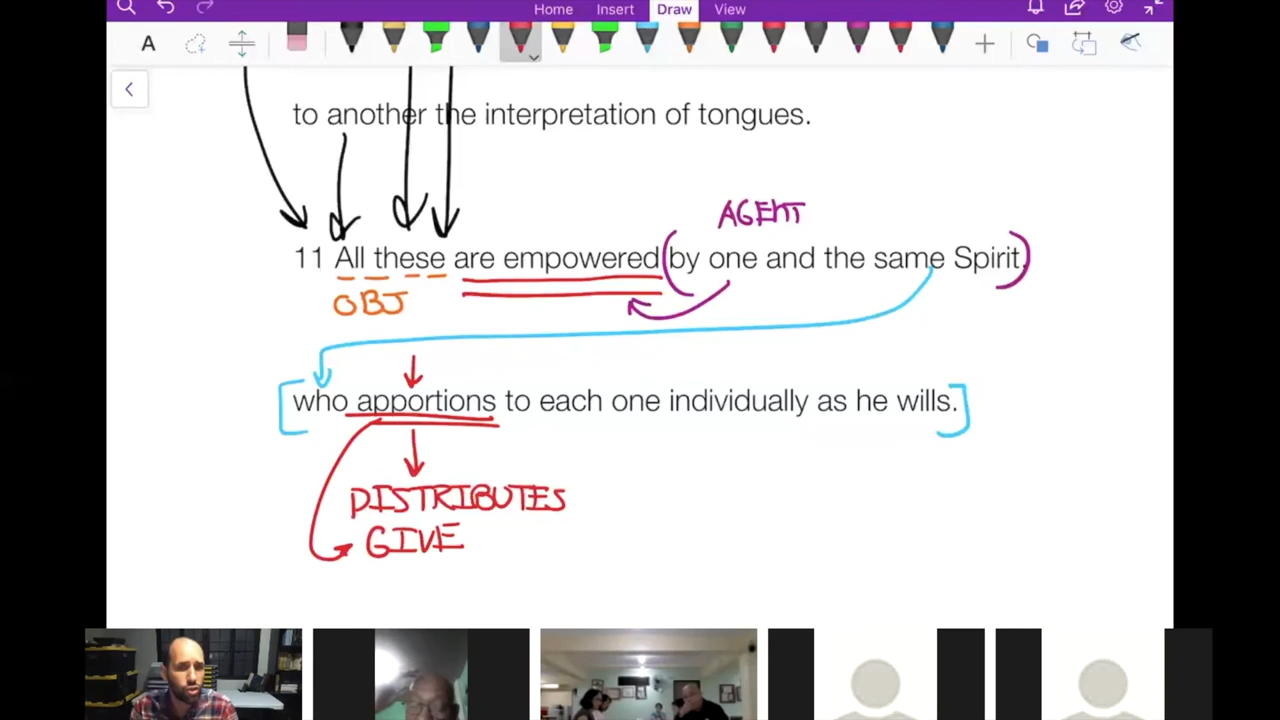 Home Insert Draw View
A
to another the interpretation of tongues.
AGENT
11 All these are empowered by one and the same Spirit,
OBJ
who apportions to each one individually as he wills.
DISTRIBUTES
GIVE